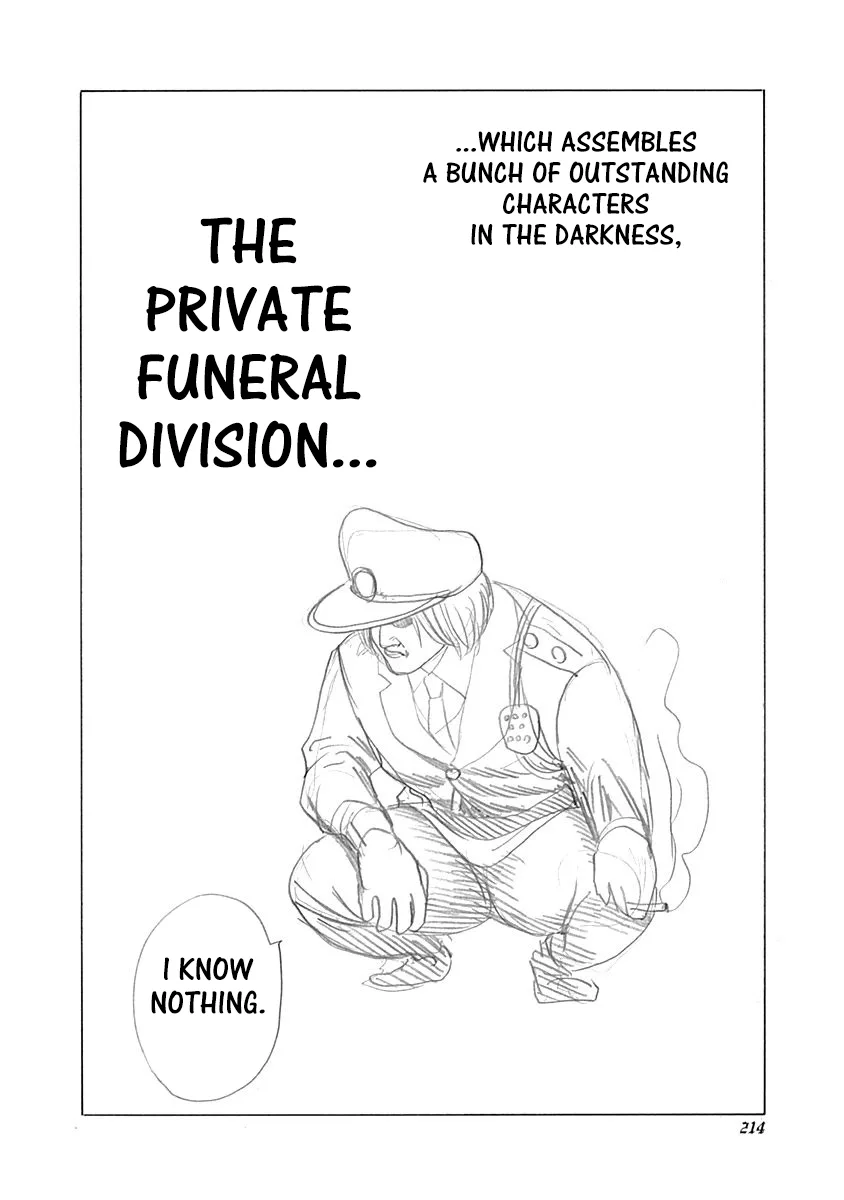 ...WHICH ASSEMBLES
A BUNCH OF OUTSTANDING
CHARACTERS
IN THE DARKNESS,
THE
PRIVATE
FUNERAL
DIVISION...
I KNOW
NOTHING.
214